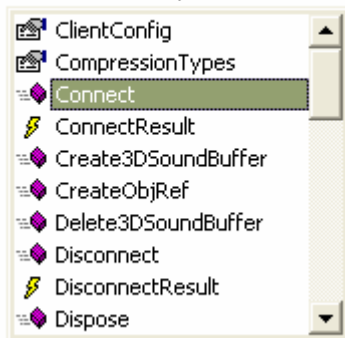 ClientConfig
CompressionTypes
Connect
ConnectResult
Create3DSoundBuffer
CreateObjRef
Delete3DSoundBuffer
Disconnect
DisconnectResult
Dispose